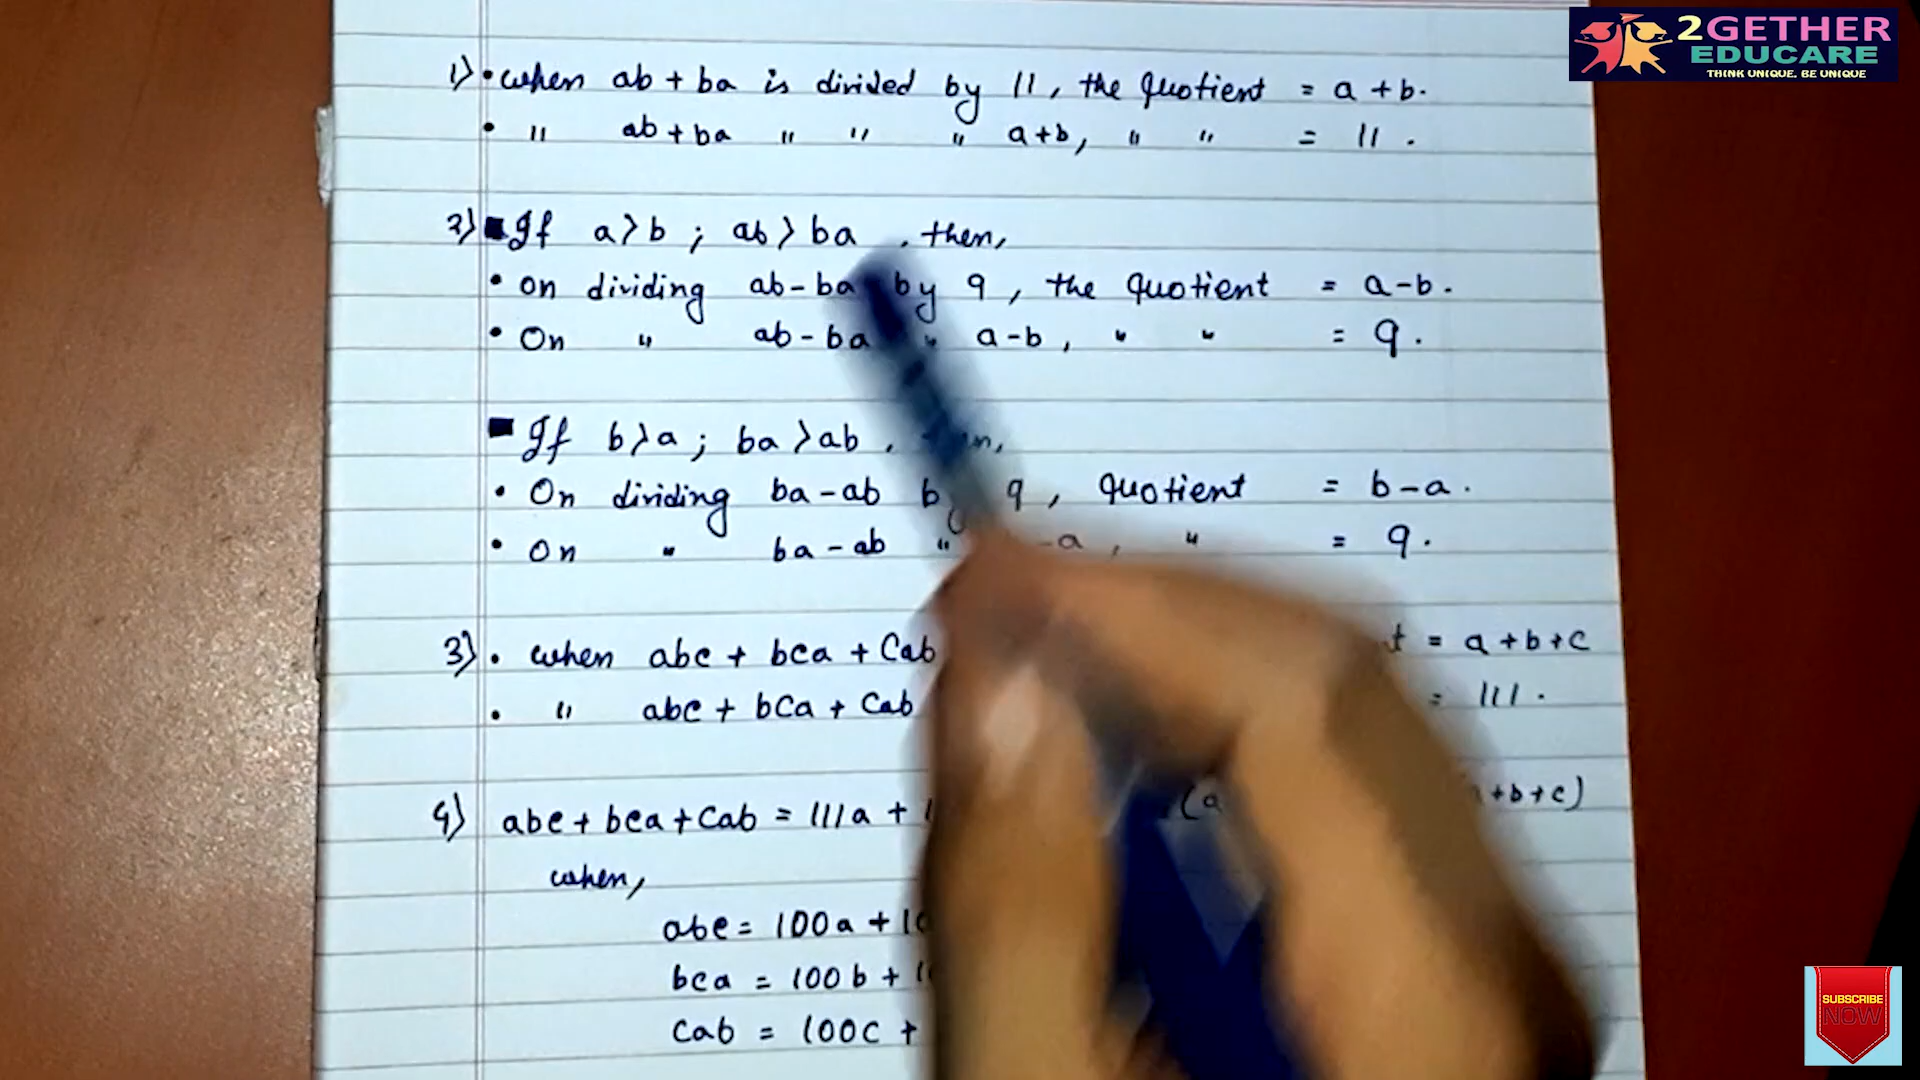 2GETHER
EDUCARE
THINK UNIQUE. BE UNIQUE
1) • when ab + ba is divided by 11, the Quotient = a + b.
• " ab + ba " " " a+b, " " = 11.
2) ■ If a > b ; ab > ba , then,
• on dividing ab - ba by 9, the Quotient = a-b.
• On " ab - ba " a-b, " " = 9.
■ If b > a ; ba > ab ,
• On dividing ba - ab 9, Quotient = b-a.
• On " ba - ab " -a, " = 9.
3) • when abc + bca + Cab = a+b+c
• " abc + bca + Cab = 111.
4) abc + bca + Cab = 111a + (a +b+c)
when,
abc = 100a +
bca = 100b +
Cab = 100c +
SUBSCRIBE
NOW